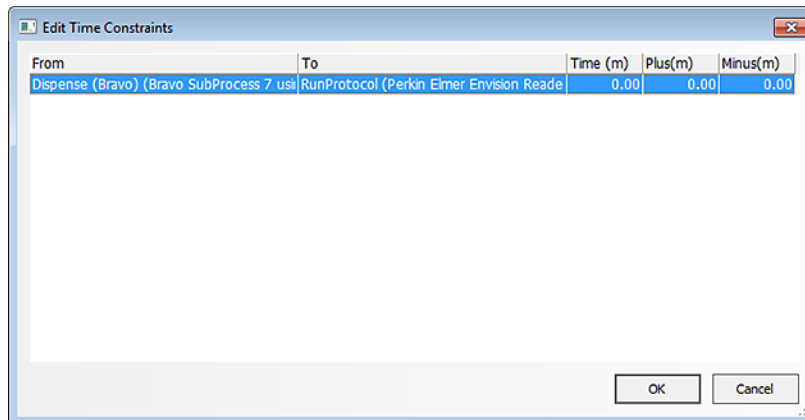 Edit Time Constraints
From To Time (m) Plus(m) Minus(m)
Dispense (Bravo) (Bravo SubProcess 7 usi RunProtocol (Perkin Elmer Envision Reade 0.00 0.00 0.00
OK Cancel